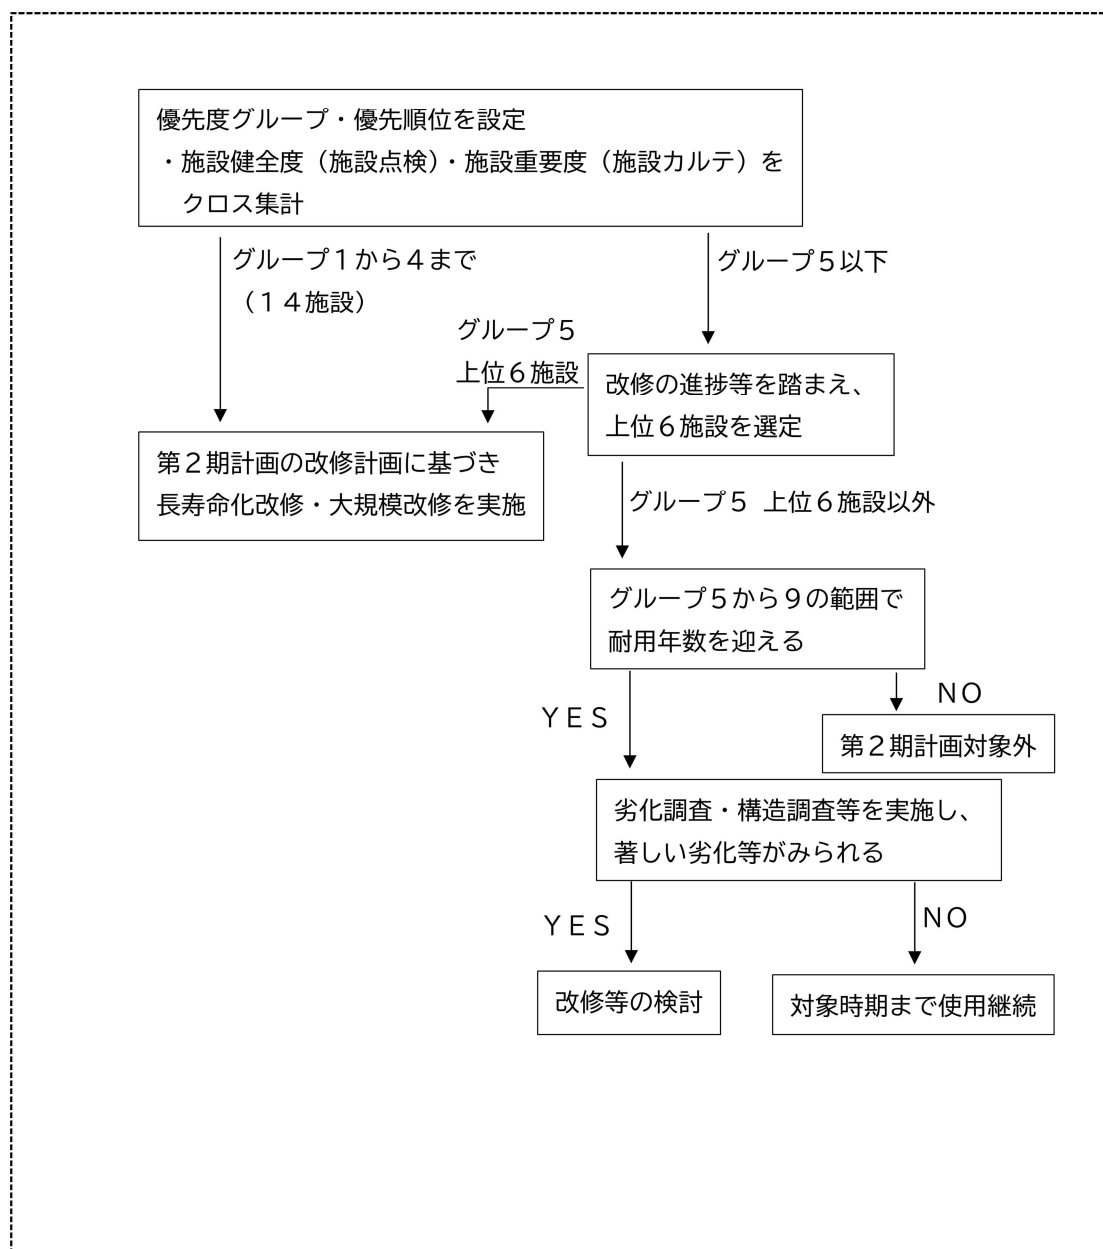 優先度グループ・優先順位を設定
・施設健全度（施設点検）・施設重要度（施設カルテ）を
クロス集計
グループ１から４まで
（１４施設）
グループ５以下
グループ５
上位６施設
改修の進捗等を踏まえ、
上位６施設を選定
第２期計画の改修計画に基づき
長寿命化改修・大規模改修を実施
グループ５ 上位６施設以外
グループ５から９の範囲で
耐用年数を迎える
ＹＥＳ
ＮＯ
第２期計画対象外
劣化調査・構造調査等を実施し、
著しい劣化等がみられる
ＹＥＳ
ＮＯ
改修等の検討
対象時期まで使用継続